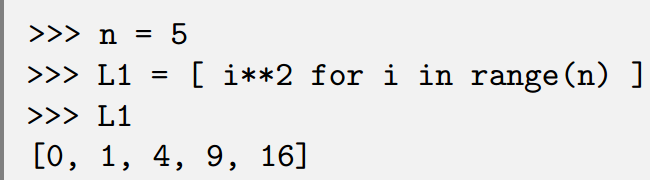 >>> n = 5
>>> L1 = [ i**2 for i in range(n) ]
>>> L1
[0, 1, 4, 9, 16]